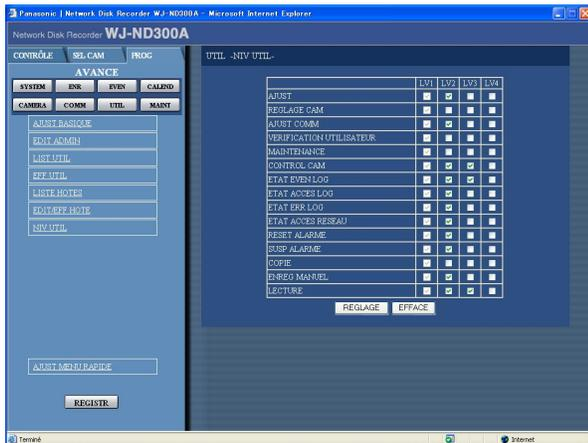 Panasonic | Network Disk Recorder WJ-ND300A - Microsoft Internet Explorer
Network Disk Recorder WJ-ND300A
CONTRÔLE SEL CAM PROG
AVANCE
SYSTEM ENR EVEN CALEND
CAMERA COMM UTIL MAINT
AJUST BASIQUE
EDIT ADMIN
LIST UTIL
EFF UTIL
LISTE HOTES
EDIT/EFF HOTE
NIV UTIL
AJUST MENU RAPIDE
REGISTR
UTIL -NIV UTIL-
LV1 LV2 LV3 LV4
AJUST
REGLAGE CAM
AJUST COMM
VERIFICATION UTILISATEUR
MAINTENANCE
CONTROL CAM
ETAT EVEN LOG
ETAT ACCES LOG
ETAT ERR LOG
ETAT ACCES RESEAU
RESET ALARME
SUSP ALARME
COPIE
ENREG MANUEL
LECTURE
REGLAGE EFFACE
Terminé Internet